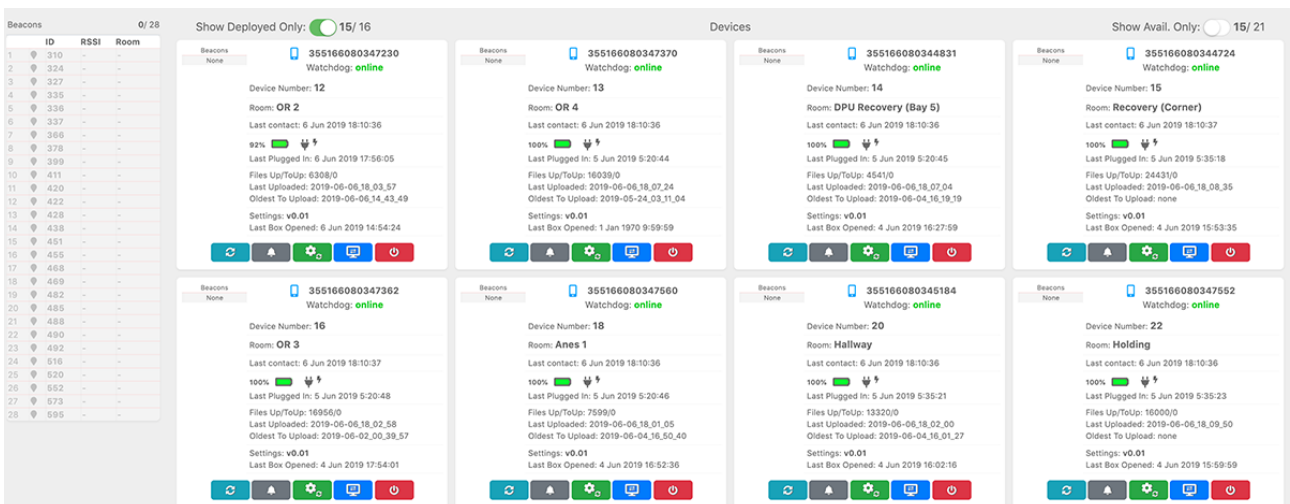 Beacons 0/ 28
ID RSSI Room
1 310 - -
2 324 - -
3 327 - -
4 335 - -
5 336 - -
6 337 - -
7 366 - -
8 378 - -
9 399 - -
10 411 - -
11 420 - -
12 422 - -
13 428 - -
14 438 - -
15 451 - -
16 455 - -
17 468 - -
18 469 - -
19 482 - -
20 485 - -
21 488 - -
22 490 - -
23 492 - -
24 516 - -
25 520 - -
26 552 - -
27 573 - -
28 595 - -
Show Deployed Only: 15/ 16
Devices
Show Avail. Only: 15/ 21
Beacons
None
355166080347230
Watchdog: online
Device Number: 12
Room: OR 2
Last contact: 6 Jun 2019 18:10:36
92%
Last Plugged In: 6 Jun 2019 17:56:05
Files Up/ToUp: 6308/0
Last Uploaded: 2019-06-06_18_03_57
Oldest To Upload: 2019-06-06_14_43_49
Settings: v0.01
Last Box Opened: 6 Jun 2019 14:54:24
Beacons
None
355166080347370
Watchdog: online
Device Number: 13
Room: OR 4
Last contact: 6 Jun 2019 18:10:36
100%
Last Plugged In: 5 Jun 2019 5:20:44
Files Up/ToUp: 16039/0
Last Uploaded: 2019-06-06_18_07_24
Oldest To Upload: 2019-05-24_03_11_04
Settings: v0.01
Last Box Opened: 1 Jan 1970 9:59:59
Beacons
None
355166080344831
Watchdog: online
Device Number: 14
Room: DPU Recovery (Bay 5)
Last contact: 6 Jun 2019 18:10:36
100%
Last Plugged In: 5 Jun 2019 5:20:45
Files Up/ToUp: 4541/0
Last Uploaded: 2019-06-06_18_07_04
Oldest To Upload: 2019-06-04_16_19_19
Settings: v0.01
Last Box Opened: 4 Jun 2019 16:27:59
Beacons
None
355166080344724
Watchdog: online
Device Number: 15
Room: Recovery (Corner)
Last contact: 6 Jun 2019 18:10:37
100%
Last Plugged In: 5 Jun 2019 5:35:18
Files Up/ToUp: 24431/0
Last Uploaded: 2019-06-06_18_08_35
Oldest To Upload: none
Settings: v0.01
Last Box Opened: 4 Jun 2019 15:53:35
Beacons
None
355166080347362
Watchdog: online
Device Number: 16
Room: OR 3
Last contact: 6 Jun 2019 18:10:37
100%
Last Plugged In: 5 Jun 2019 5:20:48
Files Up/ToUp: 16956/0
Last Uploaded: 2019-06-06_18_02_58
Oldest To Upload: 2019-06-02_00_39_57
Settings: v0.01
Last Box Opened: 4 Jun 2019 17:54:01
Beacons
None
355166080347560
Watchdog: online
Device Number: 18
Room: Anes 1
Last contact: 6 Jun 2019 18:10:36
100%
Last Plugged In: 5 Jun 2019 5:20:46
Files Up/ToUp: 7599/0
Last Uploaded: 2019-06-06_18_01_05
Oldest To Upload: 2019-06-04_16_50_40
Settings: v0.01
Last Box Opened: 4 Jun 2019 16:52:36
Beacons
None
355166080345184
Watchdog: online
Device Number: 20
Room: Hallway
Last contact: 6 Jun 2019 18:10:36
100%
Last Plugged In: 5 Jun 2019 5:35:21
Files Up/ToUp: 13320/0
Last Uploaded: 2019-06-06_18_02_00
Oldest To Upload: 2019-06-04_16_01_27
Settings: v0.01
Last Box Opened: 4 Jun 2019 16:02:16
Beacons
None
355166080347552
Watchdog: online
Device Number: 22
Room: Holding
Last contact: 6 Jun 2019 18:10:36
100%
Last Plugged In: 5 Jun 2019 5:35:23
Files Up/ToUp: 16000/0
Last Uploaded: 2019-06-06_18_09_50
Oldest To Upload: none
Settings: v0.01
Last Box Opened: 4 Jun 2019 15:59:59